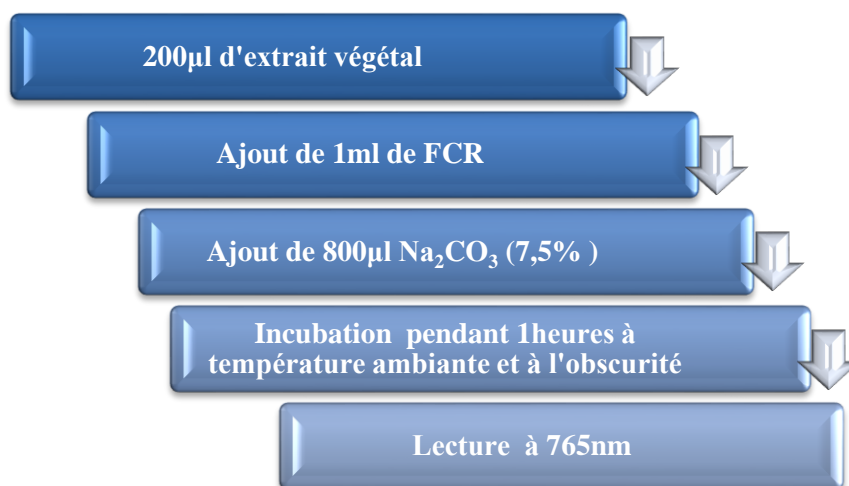 200µl d'extrait végétal
Ajout de 1ml de FCR
Ajout de 800µl Na₂CO₃ (7,5% )
Incubation pendant 1heures à
température ambiante et à l'obscurité
Lecture à 765nm